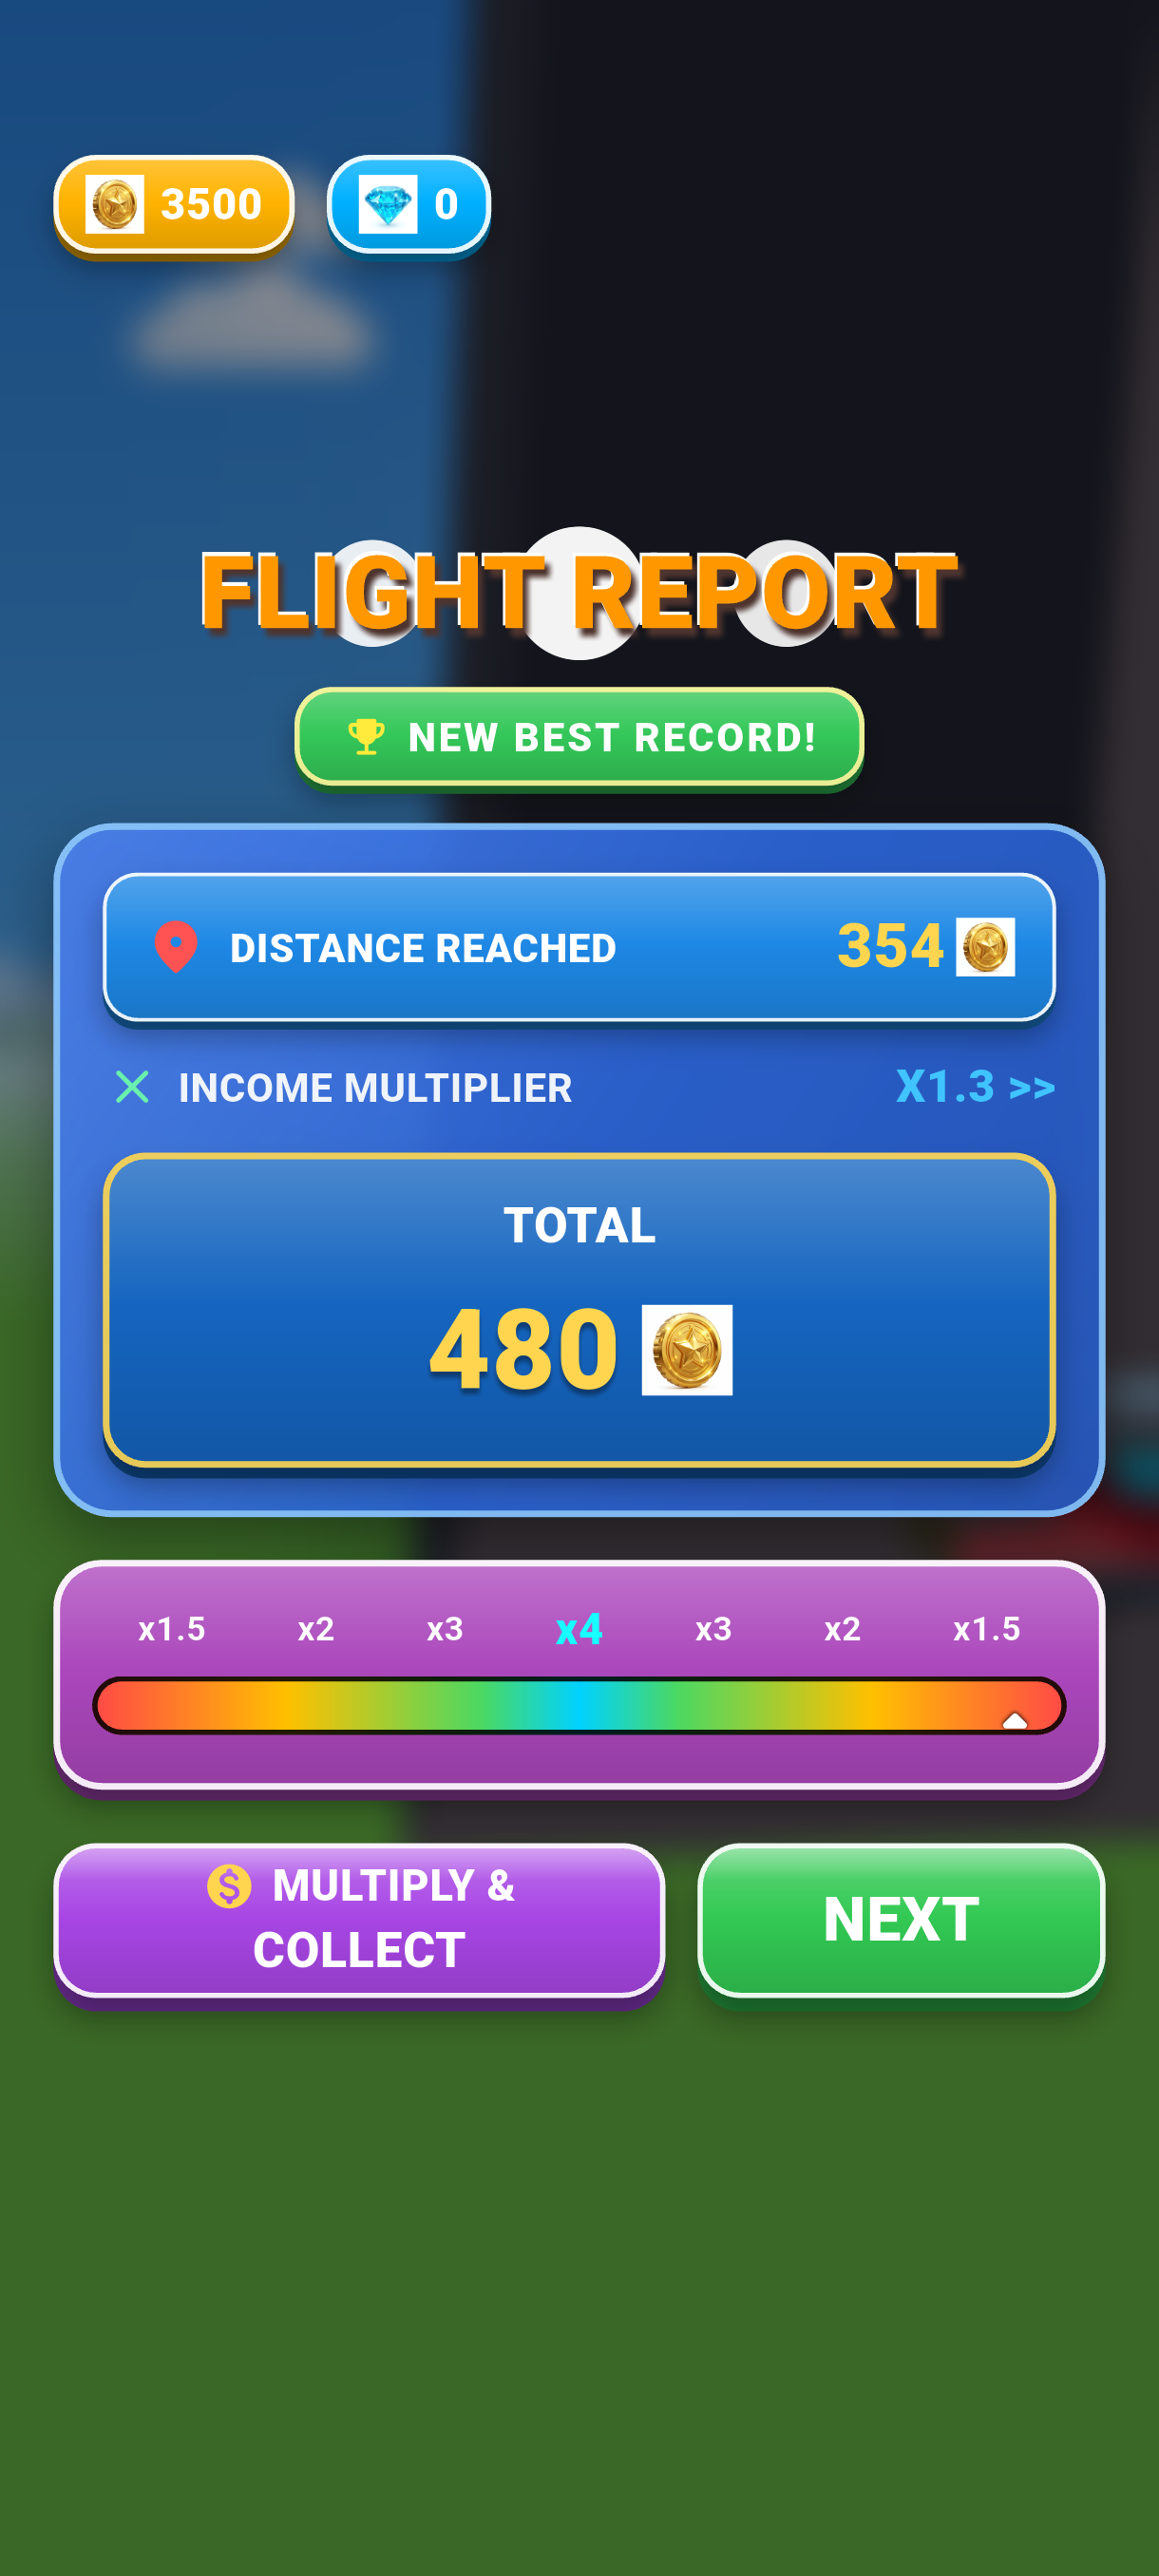 3500 0
FLIGHT REPORT
NEW BEST RECORD!
DISTANCE REACHED 354
INCOME MULTIPLIER X1.3 >>
TOTAL
480
x1.5 x2 x3 x4 x3 x2 x1.5
$ MULTIPLY &
COLLECT
NEXT